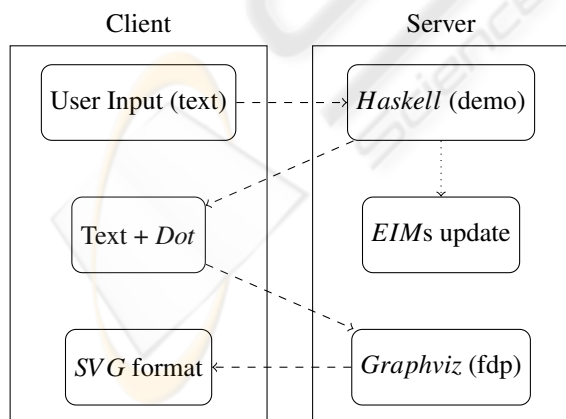 Client
Server
User Input (text)
Haskell (demo)
Text + Dot
EIMs update
SVG format
Graphviz (fdp)